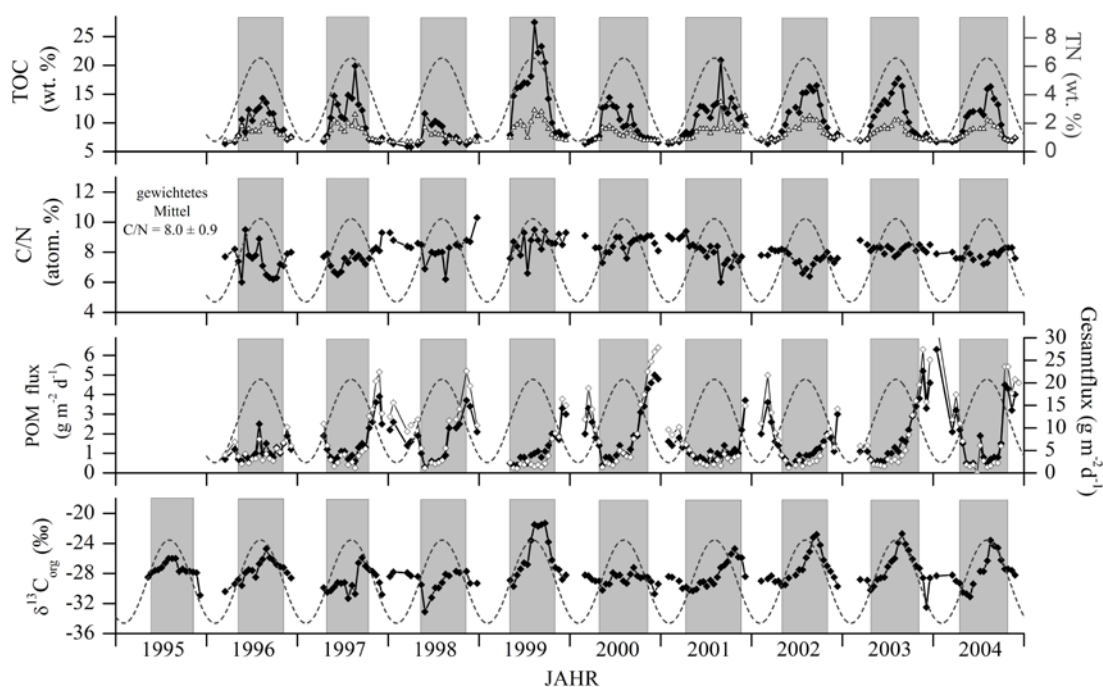 TOC
(wt. %)
25
20
15
10
5
8
6
4
2
0
TN (wt %)
C/N
(atom. %)
12
10
8
6
4
gewichtetes
Mittel
C/N = 8.0 ± 0.9
POM flux
(g m⁻² d⁻¹)
6
5
4
3
2
1
0
30
25
20
15
10
5
0
Gesamtflux (g m⁻² d⁻¹)
δ¹³C org (‰)
-20
-24
-28
-32
-36
1995 1996 1997 1998 1999 2000 2001 2002 2003 2004
JAHR